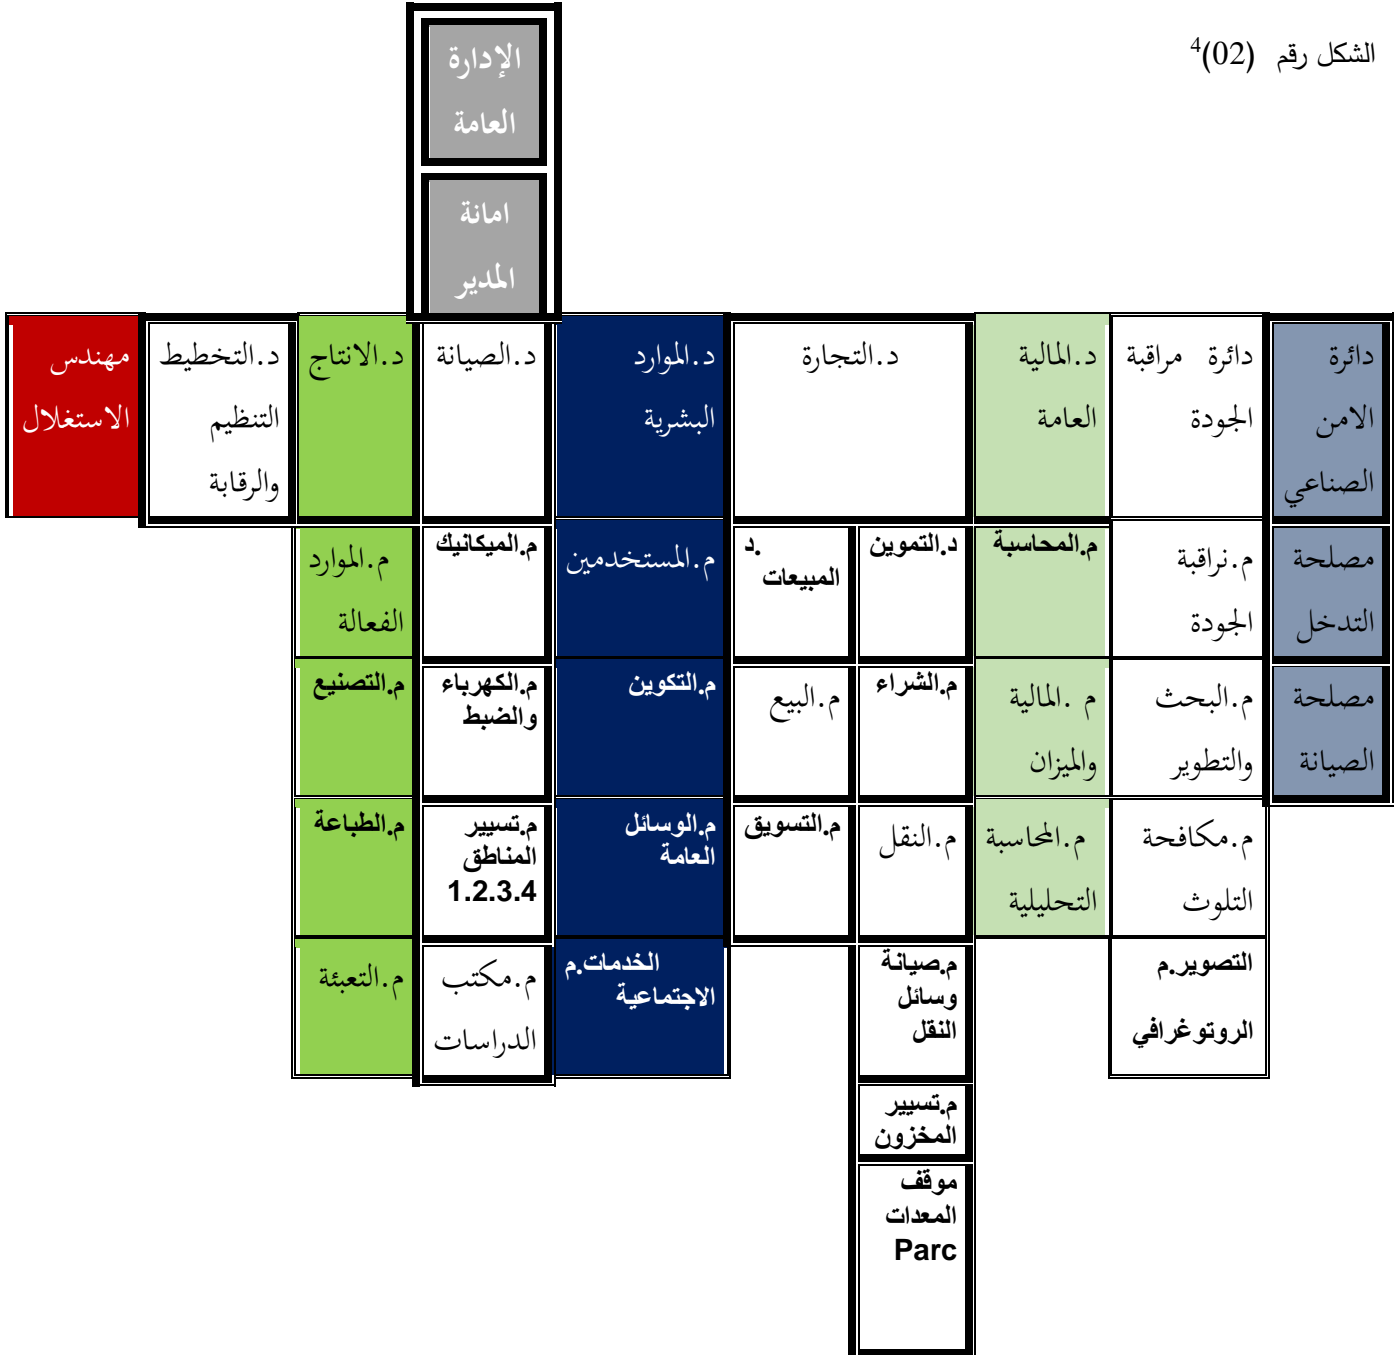 الشكل رقم (02)4
الإدارة
العامة
امانة
المدير
دائرة
الامن
الصناعي
دائرة مراقبة
الجودة
د.المالية
العامة
د.التجارة
د.الموارد
البشرية
د.الصيانة
د.الانتاج
د.التخطيط
التنظيم
والرقابة
مهندس
الاستغلال
مصلحة
التدخل
م.نراقبة
الجودة
م.المحاسبة
د.التموين
د.
المبيعات
م.المستخدمين
م.الميكانيك
م.الموارد
الفعالة
مصلحة
الصيانة
م.البحث
والتطوير
م .المالية
والميزان
م.الشراء
م.البيع
م.التكوين
م.الكهرباء
والضبط
م.التصنيع
م.مكافحة
التلوث
م.المحاسبة
التحليلية
م.النقل
م.التسويق
م.الوسائل
العامة
م.تسيير
المناطق
1.2.3.4
م.الطباعة
التصوير.م
الروتوغرافي
م.صيانة
وسائل
النقل
الخدمات.م
الاجتماعية
م.مكتب
الدراسات
م.التعبئة
م.تسيير
المخزون
موقف
المعدات
Parc